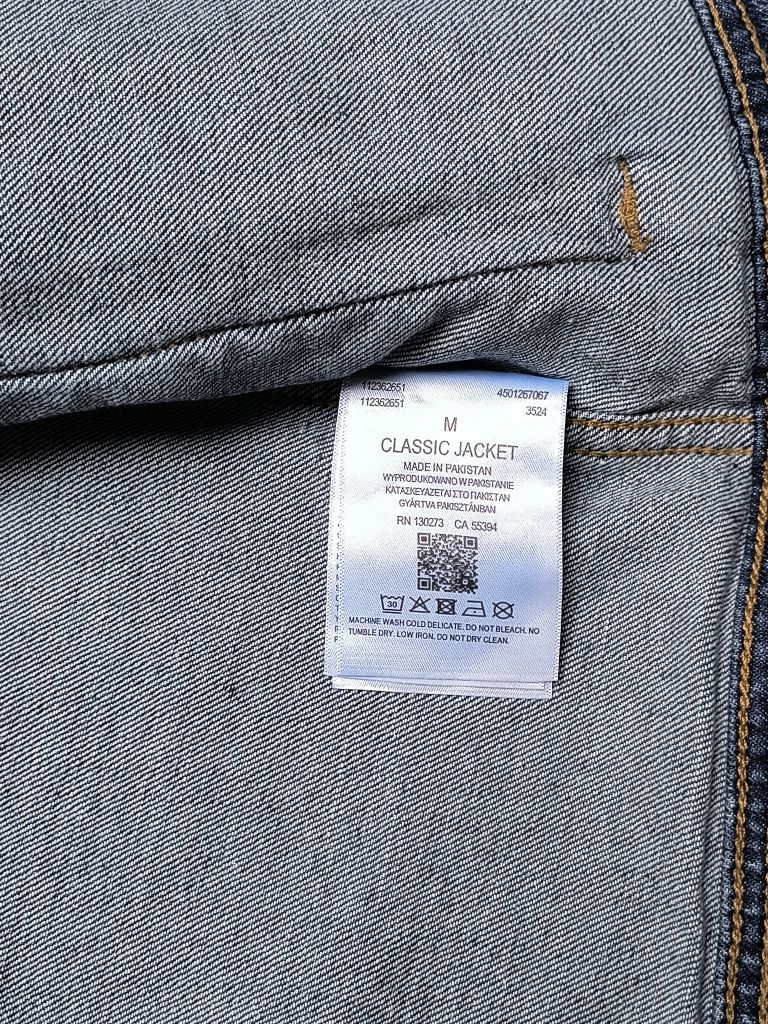 112362651 4501267067
112362651 3524
M
CLASSIC JACKET
MADE IN PAKISTAN
WYPRODUKOWANO W PAKISTANIE
ΚΑΤΑΣΚΕΥΑΖΕΤΑΙ ΣΤΟ ΠΑΚΙΣΤΑΝ
GYÁRTVA PAKISZTÁNBAN
RN 130273 CA 55394
30
MACHINE WASH COLD DELICATE. DO NOT BLEACH. NO
TUMBLE DRY. LOW IRON. DO NOT DRY CLEAN.